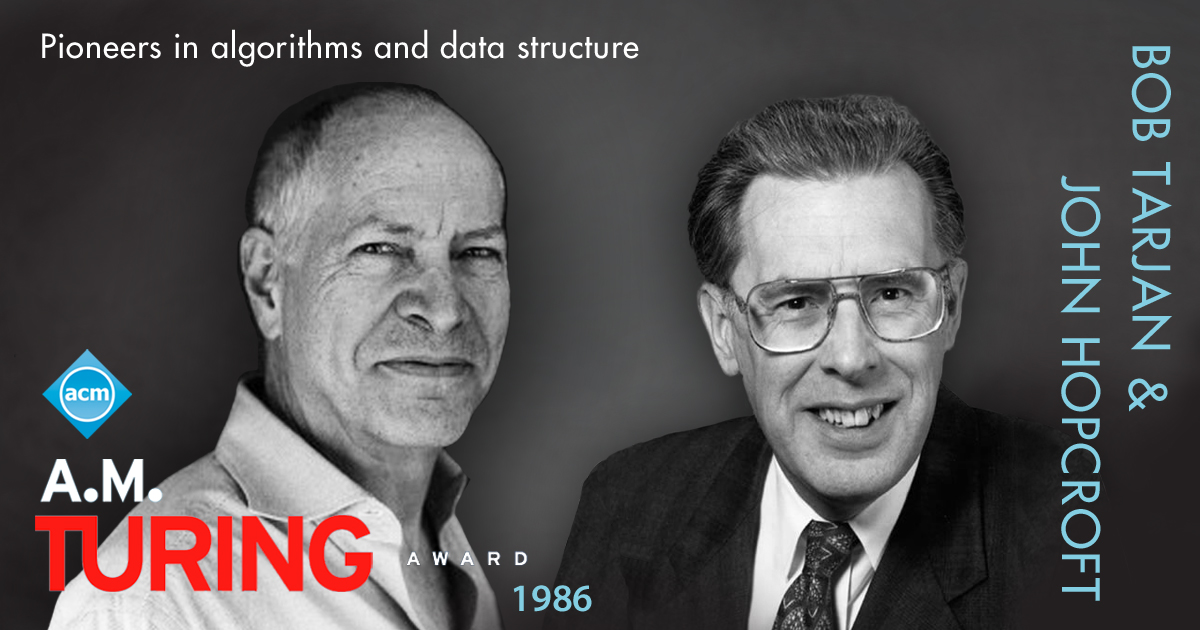 Pioneers in algorithms and data structure
BOB TARJAN &
JOHN HOPCROFT
acm
A.M.
TURING
AWARD
1986